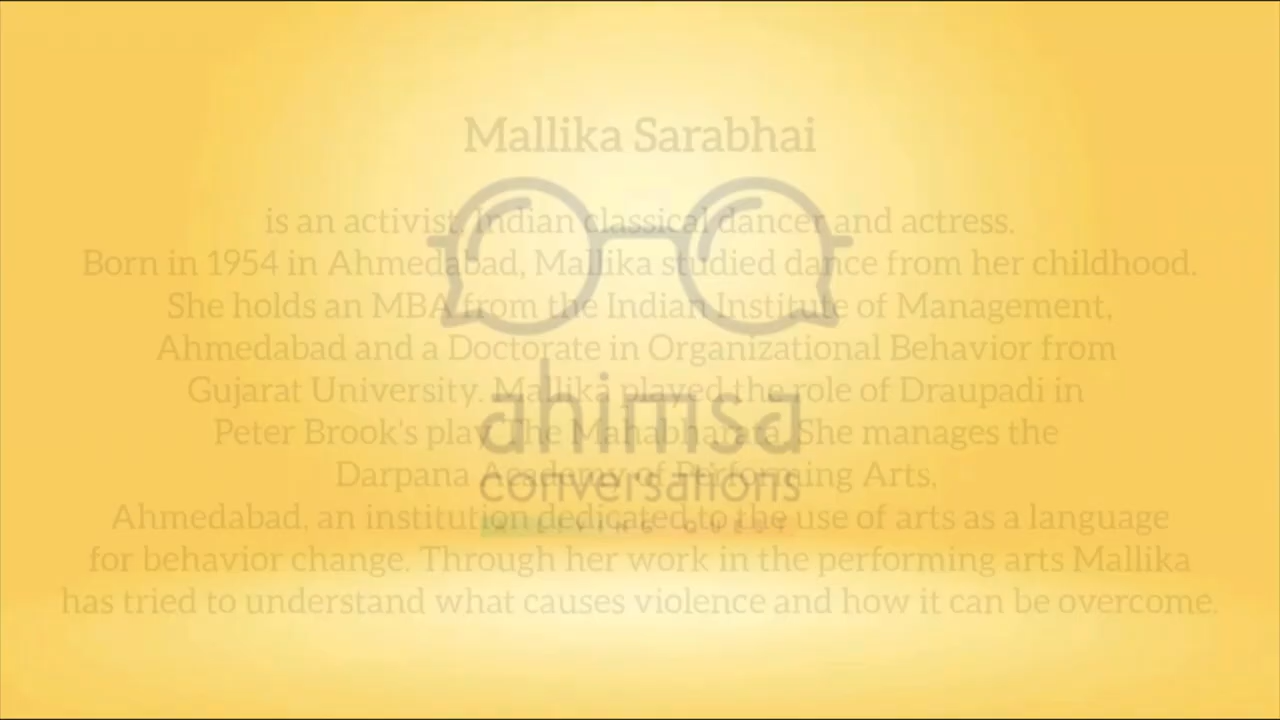 Mallika Sarabhai
is an activist, Indian classical dancer and actress.
Born in 1954 in Ahmedabad, Mallika studied dance from her childhood.
She holds an MBA from the Indian Institute of Management,
Ahmedabad and a Doctorate in Organizational Behavior from
Gujarat University. Mallika played the role of Draupadi in
Peter Brook's play The Mahabharata. She manages the
Darpana Academy of Performing Arts,
Ahmedabad, an institution dedicated to the use of arts as a language
for behavior change. Through her work in the performing arts Mallika
has tried to understand what causes violence and how it can be overcome.
ahimsa
conversations
QUEST